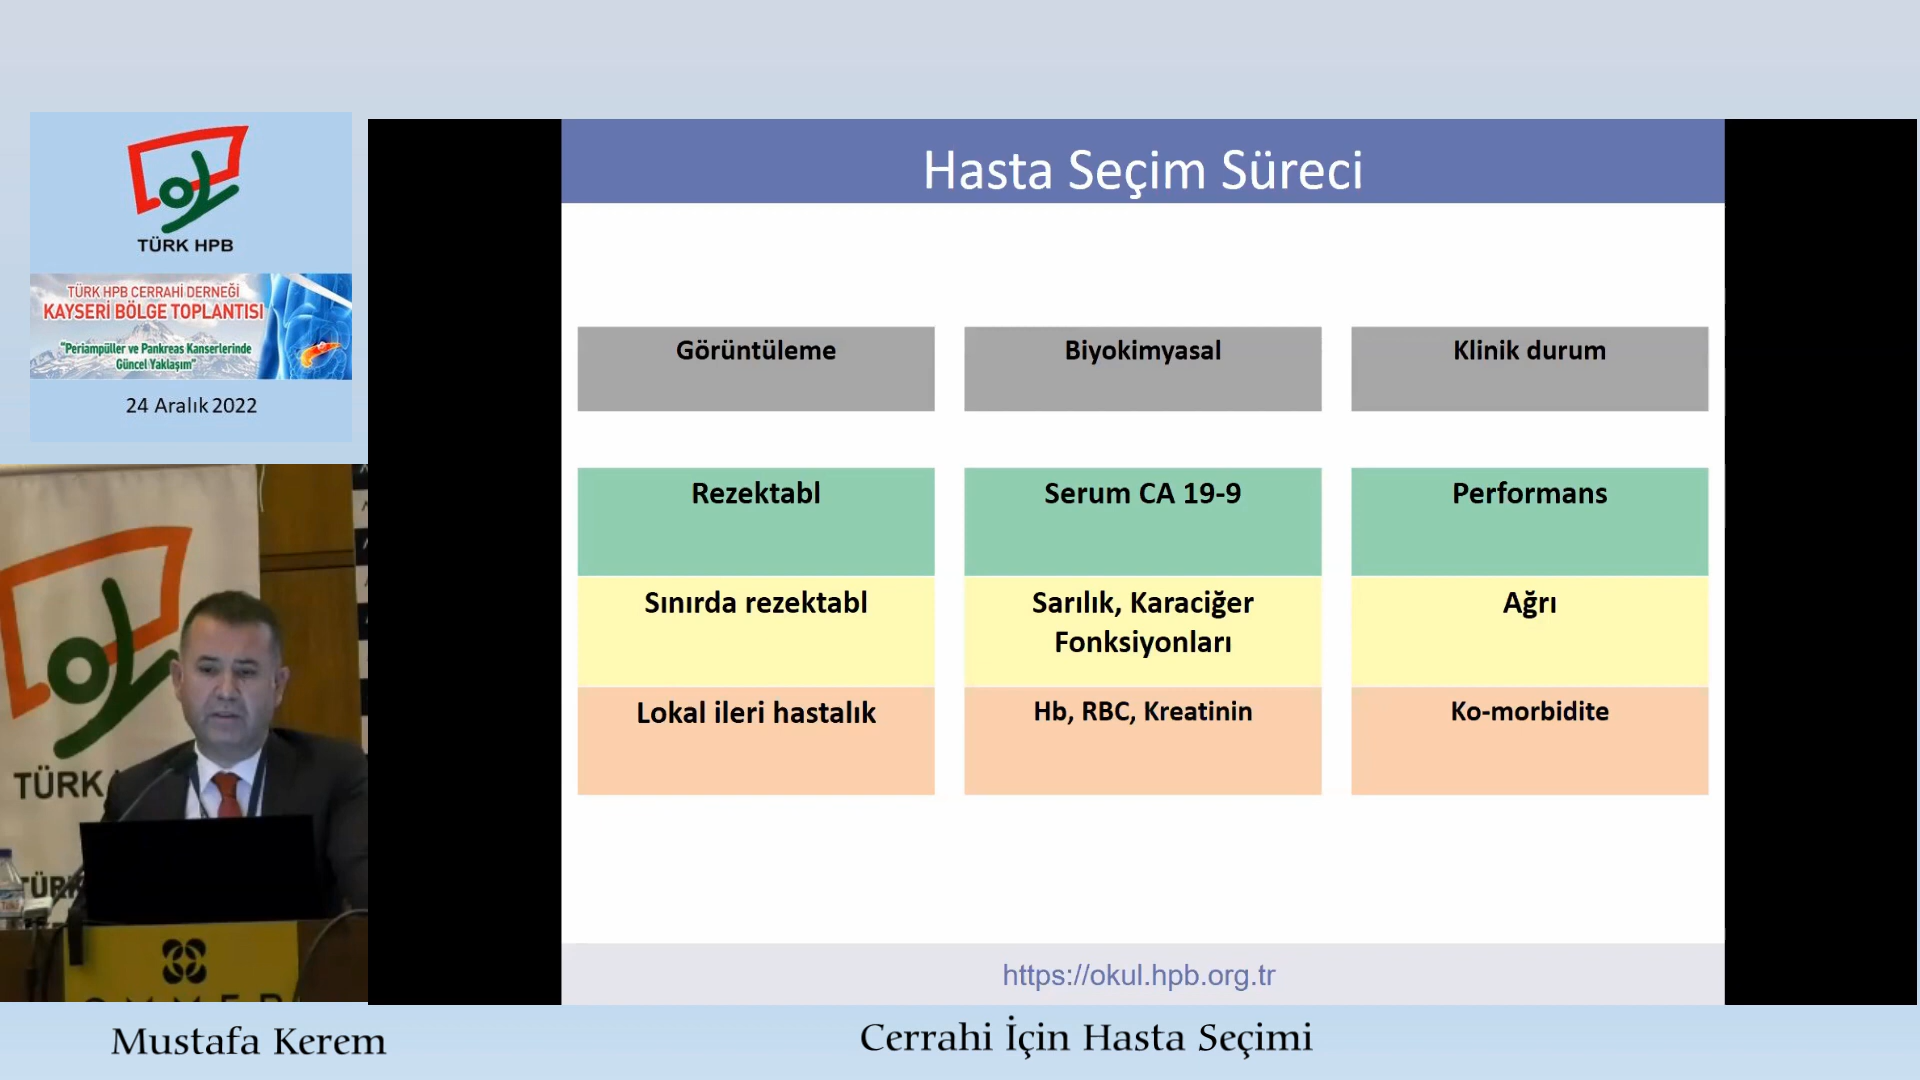 TÜRK HPB
TÜRK HPB CERRAHİ DERNEĞİ
KAYSERİ BÖLGE TOPLANTISI
"Periampüller ve Pankreas Kanserlerinde
Güncel Yaklaşım"
24 Aralık 2022
Hasta Seçim Süreci
Görüntüleme
Biyokimyasal
Klinik durum
Rezektabl
Serum CA 19-9
Performans
Sınırda rezektabl
Sarılık, Karaciğer
Fonksiyonları
Ağrı
Lokal ileri hastalık
Hb, RBC, Kreatinin
Ko-morbidite
https://okul.hpb.org.tr
TÜRK
TÜRK
Mustafa Kerem
Cerrahi İçin Hasta Seçimi